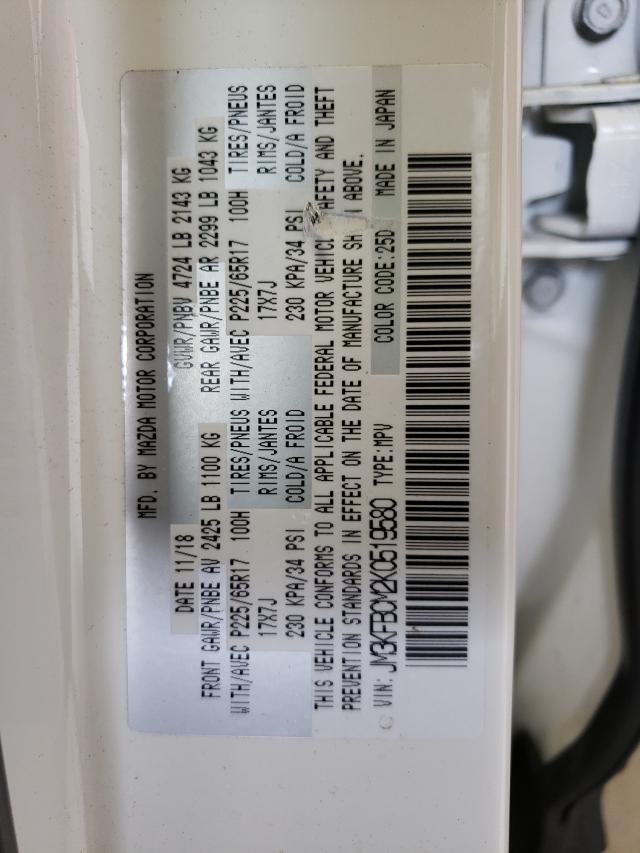 MFD. BY MAZDA MOTOR CORPORATION
DATE 11/18 GVWR/PNBV 4724 LB 2143 KG
FRONT GAWR/PNBE AV 2425 LB 1100 KG REAR GAWR/PNBE AR 2299 LB 1043 KG
WITH/AVEC P225/65R17 100H TIRES/PNEUS WITH/AVEC P225/65R17 100H TIRES/PNEUS
17X7J RIMS/JANTES 17X7J RIMS/JANTES
230 KPA/34 PSI COLD/A FROID 230 KPA/34 PSI COLD/A FROID
THIS VEHICLE CONFORMS TO ALL APPLICABLE FEDERAL MOTOR VEHICL AFETY AND THEFT
PREVENTION STANDARDS IN EFFECT ON THE DATE OF MANUFACTURE SH N ABOVE.
COLOR CODE:25D MADE IN JAPAN
VIN: JM3KFBCM2K0519580 TYPE:MPV